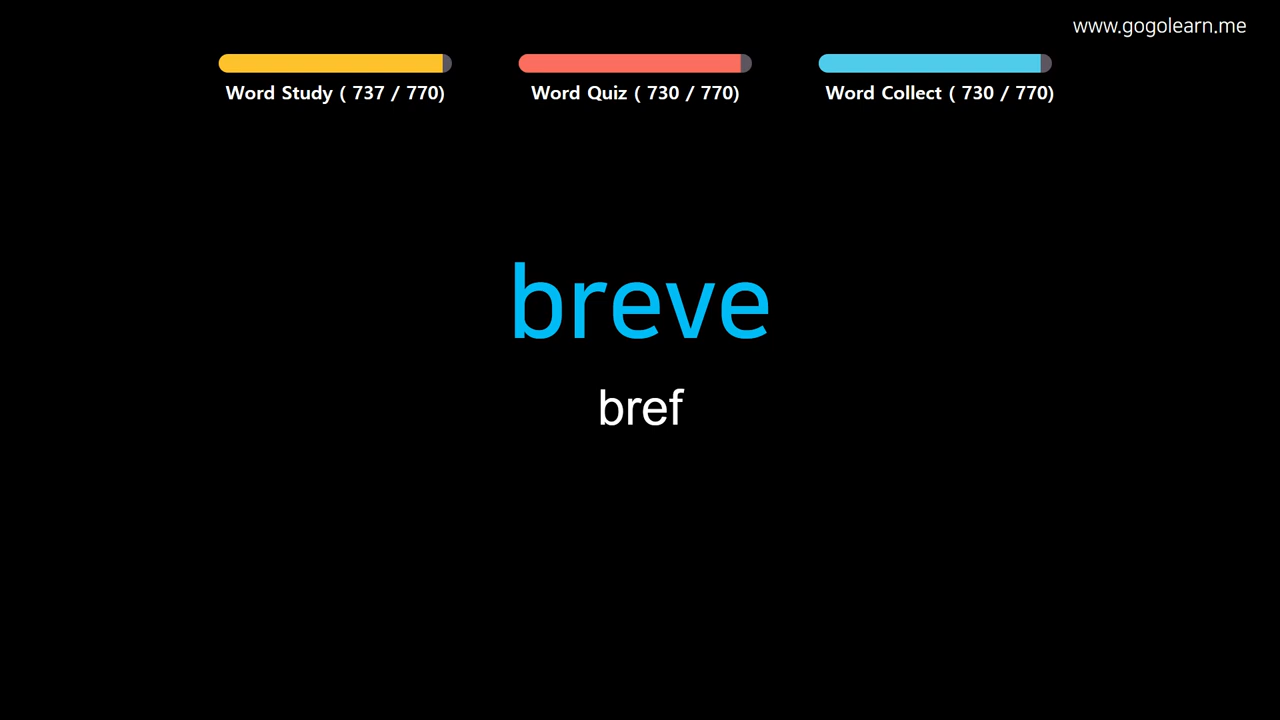 www.gogolearn.me
Word Study ( 737 / 770)
Word Quiz ( 730 / 770)
Word Collect ( 730 / 770)
breve
bref